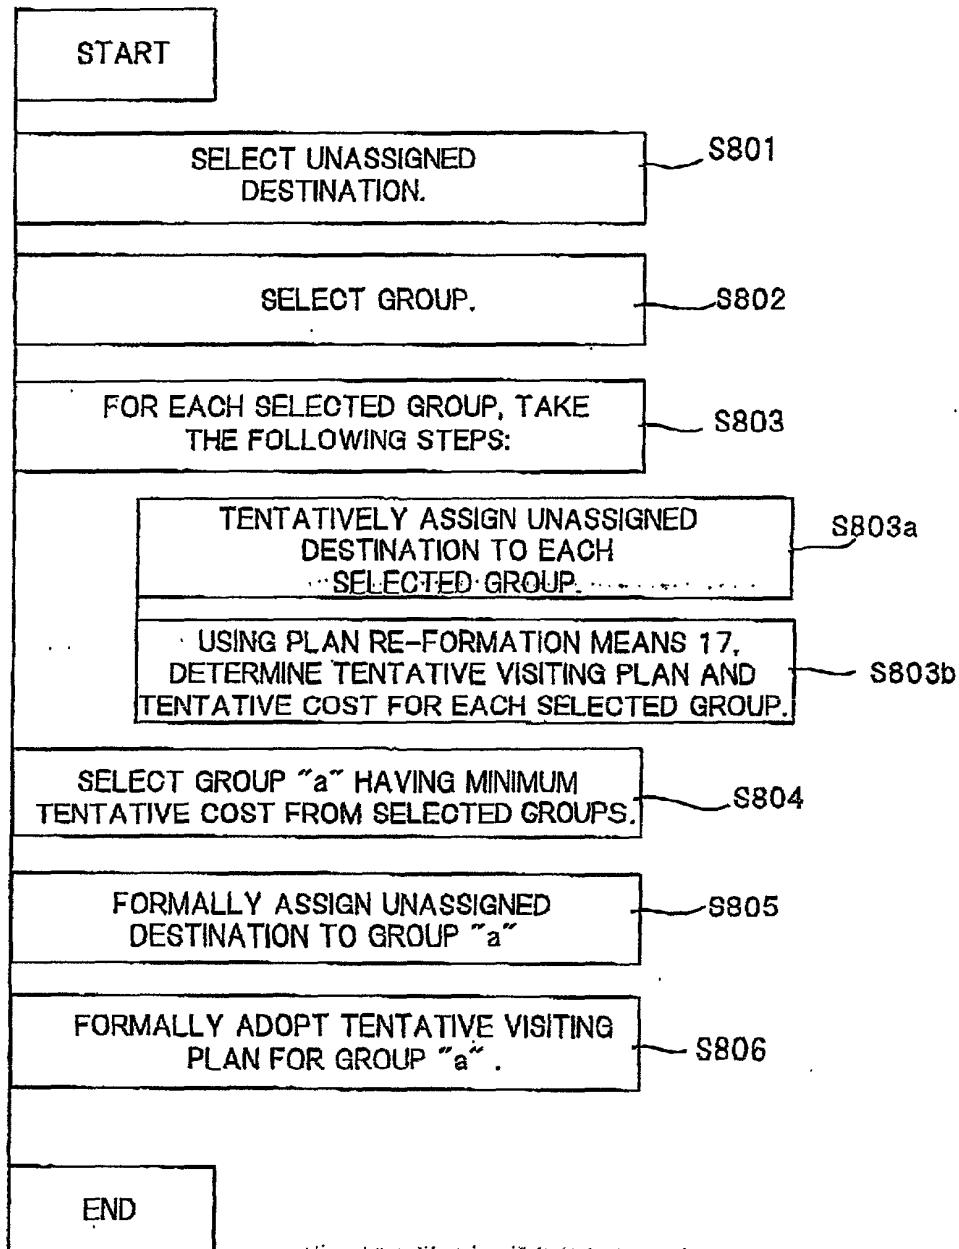 START
SELECT UNASSIGNED
DESTINATION.
S801
SELECT GROUP.
S802
FOR EACH SELECTED GROUP, TAKE
THE FOLLOWING STEPS:
S803
TENTATIVELY ASSIGN UNASSIGNED
DESTINATION TO EACH
SELECTED GROUP.
S803a
USING PLAN RE-FORMATION MEANS 17,
DETERMINE TENTATIVE VISITING PLAN AND
TENTATIVE COST FOR EACH SELECTED GROUP.
S803b
SELECT GROUP "a" HAVING MINIMUM
TENTATIVE COST FROM SELECTED GROUPS.
S804
FORMALLY ASSIGN UNASSIGNED
DESTINATION TO GROUP "a"
S805
FORMALLY ADOPT TENTATIVE VISITING
PLAN FOR GROUP "a" .
S806
END